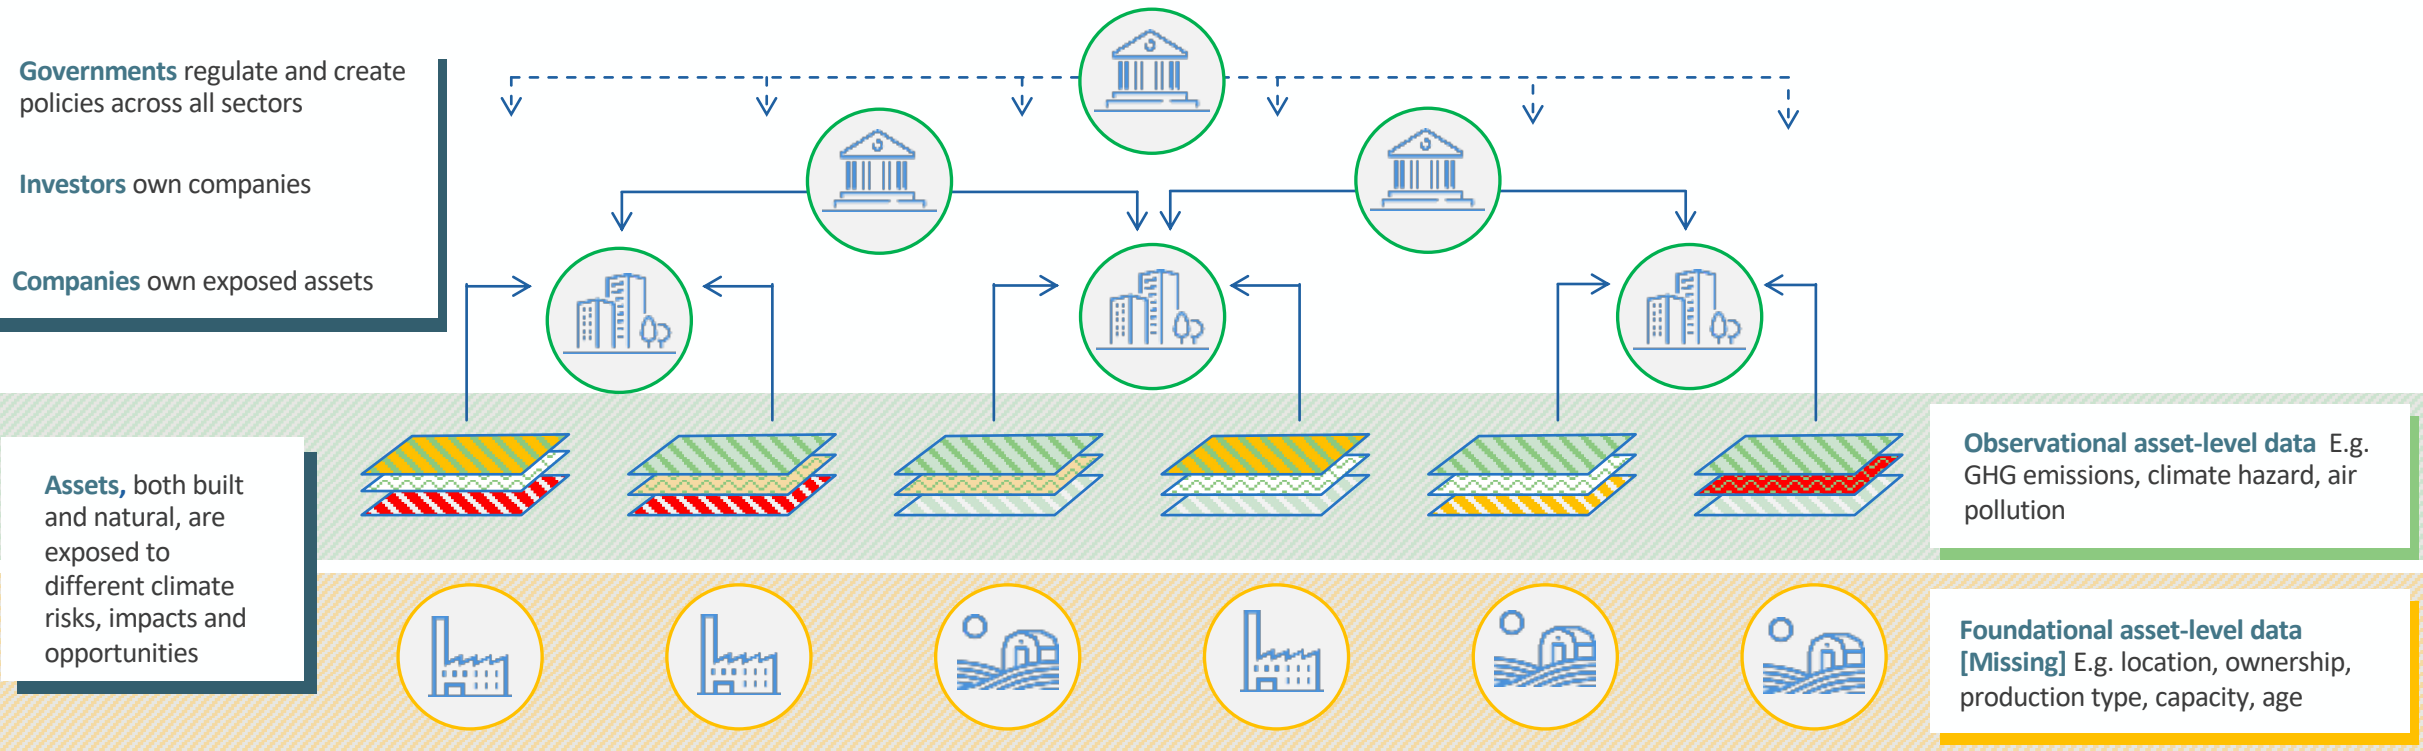 Governments regulate and create
policies across all sectors
Investors own companies
Companies own exposed assets
Assets, both built
and natural, are
exposed to
different climate
risks, impacts and
opportunities
Observational asset-level data E.g.
GHG emissions, climate hazard, air
pollution
Foundational asset-level data
[Missing] E.g. location, ownership,
production type, capacity, age